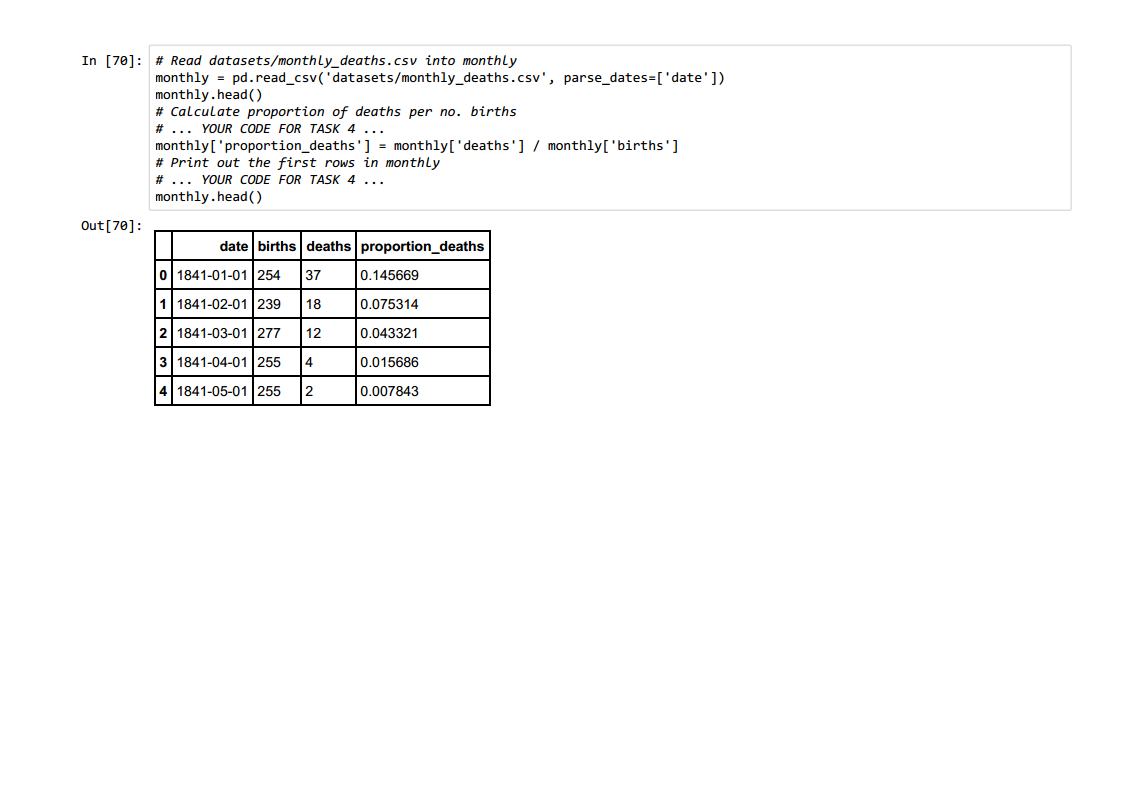 In [70]: # Read datasets/monthly_deaths.csv into monthly
monthly = pd.read_csv('datasets/monthly_deaths.csv', parse_dates=['date'])
monthly.head()
# Calculate proportion of deaths per no. births
# ... YOUR CODE FOR TASK 4 ...
monthly['proportion_deaths'] = monthly['deaths'] / monthly['births']
# Print out the first rows in monthly
# ... YOUR CODE FOR TASK 4 ...
monthly.head()
Out[70]:
date births deaths proportion_deaths
0 1841-01-01 254 37 0.145669
1 1841-02-01 239 18 0.075314
2 1841-03-01 277 12 0.043321
3 1841-04-01 255 4 0.015686
4 1841-05-01 255 2 0.007843